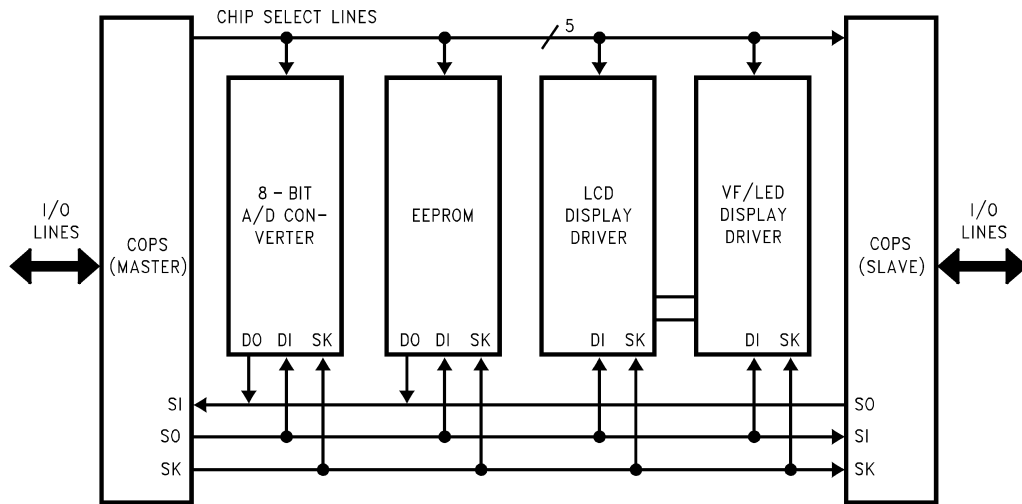 CHIP SELECT LINES
5
I/O
LINES
COPS
(MASTER)
8 – BIT
A/D CON-
VERTER
EEPROM
LCD
DISPLAY
DRIVER
VF/LED
DISPLAY
DRIVER
COPS
(SLAVE)
I/O
LINES
DO DI SK
DO DI SK
DI SK
DI SK
SI
SO
SK
SO
SI
SK